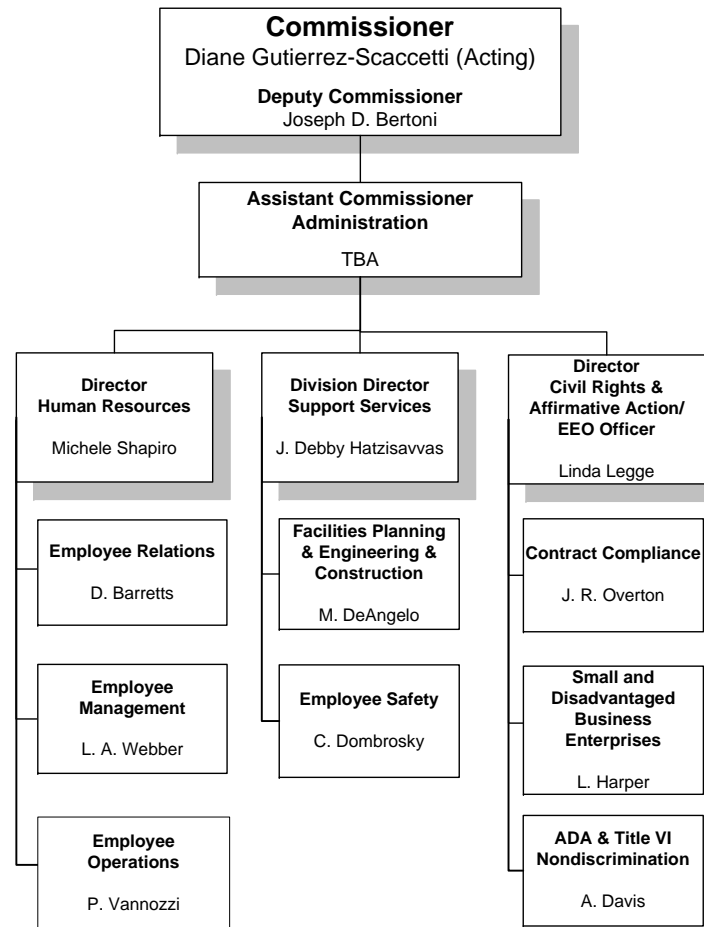 Commissioner
Diane Gutierrez-Scaccetti (Acting)
Deputy Commissioner
Joseph D. Bertoni
Assistant Commissioner
Administration
TBA
Director
Human Resources
Michele Shapiro
Division Director
Support Services
J. Debby Hatzisavvas
Director
Civil Rights &
Affirmative Action/
EEO Officer
Linda Legge
Employee Relations
D. Barretts
Facilities Planning
& Engineering &
Construction
M. DeAngelo
Contract Compliance
J. R. Overton
Employee
Management
L. A. Webber
Employee Safety
C. Dombrosky
Small and
Disadvantaged
Business
Enterprises
L. Harper
Employee
Operations
P. Vannozzi
ADA & Title VI
Nondiscrimination
A. Davis